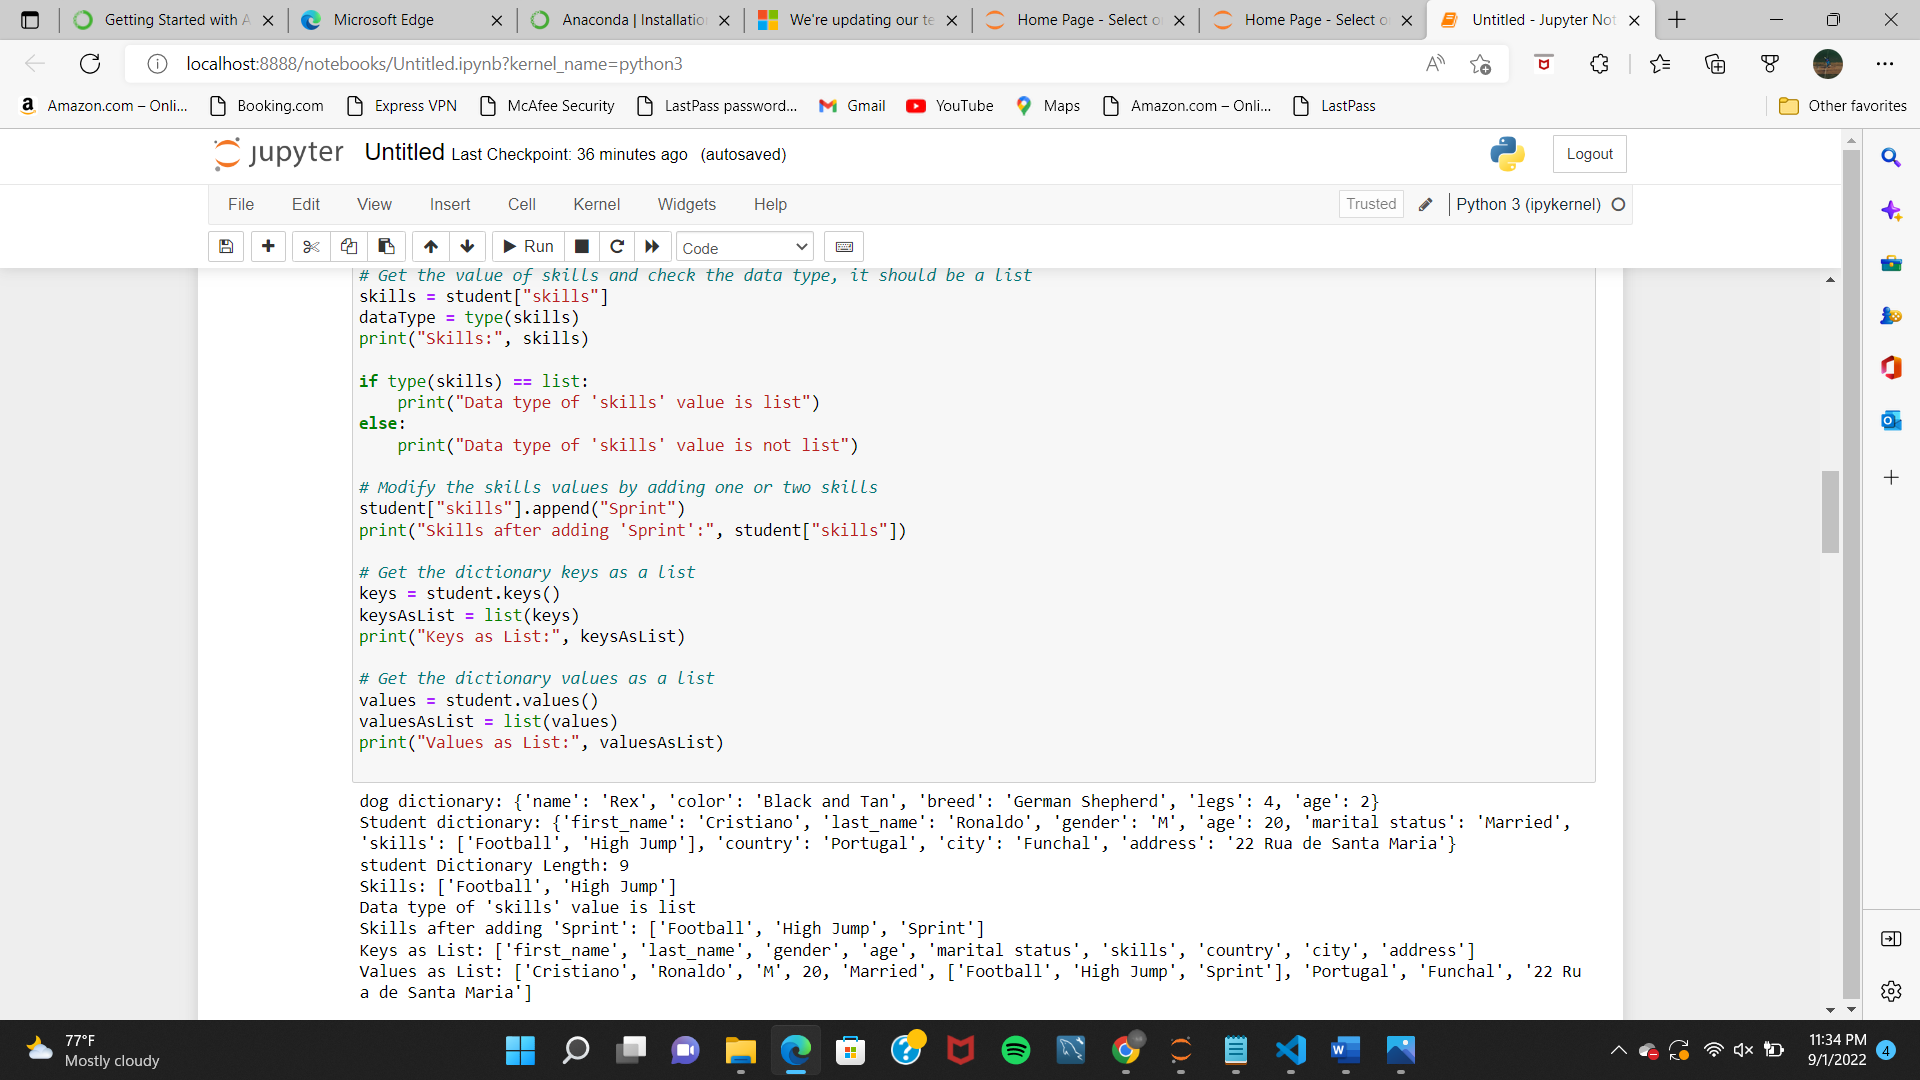 Getting Started with A
Microsoft Edge
Anaconda | Installatio
We're updating our te
Home Page - Select o
Home Page - Select o
Untitled - Jupyter Not
localhost:8888/notebooks/Untitled.ipynb?kernel_name=python3
Amazon.com – Onli...
Booking.com
Express VPN
McAfee Security
LastPass password...
Gmail
YouTube
Maps
Amazon.com – Onli...
LastPass
Other favorites
jupyter Untitled Last Checkpoint: 36 minutes ago (autosaved)
Logout
File Edit View Insert Cell Kernel Widgets Help
Trusted
Python 3 (ipykernel)
Run
Code
# Get the value of skills and check the data type, it should be a list
skills = student["skills"]
dataType = type(skills)
print("Skills:", skills)
if type(skills) == list:
    print("Data type of 'skills' value is list")
else:
    print("Data type of 'skills' value is not list")
# Modify the skills values by adding one or two skills
student["skills"].append("Sprint")
print("Skills after adding 'Sprint':", student["skills"])
# Get the dictionary keys as a list
keys = student.keys()
keysAsList = list(keys)
print("Keys as List:", keysAsList)
# Get the dictionary values as a list
values = student.values()
valuesAsList = list(values)
print("Values as List:", valuesAsList)
dog dictionary: {'name': 'Rex', 'color': 'Black and Tan', 'breed': 'German Shepherd', 'legs': 4, 'age': 2}
Student dictionary: {'first_name': 'Cristiano', 'last_name': 'Ronaldo', 'gender': 'M', 'age': 20, 'marital status': 'Married',
'skills': ['Football', 'High Jump'], 'country': 'Portugal', 'city': 'Funchal', 'address': '22 Rua de Santa Maria'}
student Dictionary Length: 9
Skills: ['Football', 'High Jump']
Data type of 'skills' value is list
Skills after adding 'Sprint': ['Football', 'High Jump', 'Sprint']
Keys as List: ['first_name', 'last_name', 'gender', 'age', 'marital status', 'skills', 'country', 'city', 'address']
Values as List: ['Cristiano', 'Ronaldo', 'M', 20, 'Married', ['Football', 'High Jump', 'Sprint'], 'Portugal', 'Funchal', '22 Ru
a de Santa Maria']
77°F
Mostly cloudy
11:34 PM
9/1/2022
4